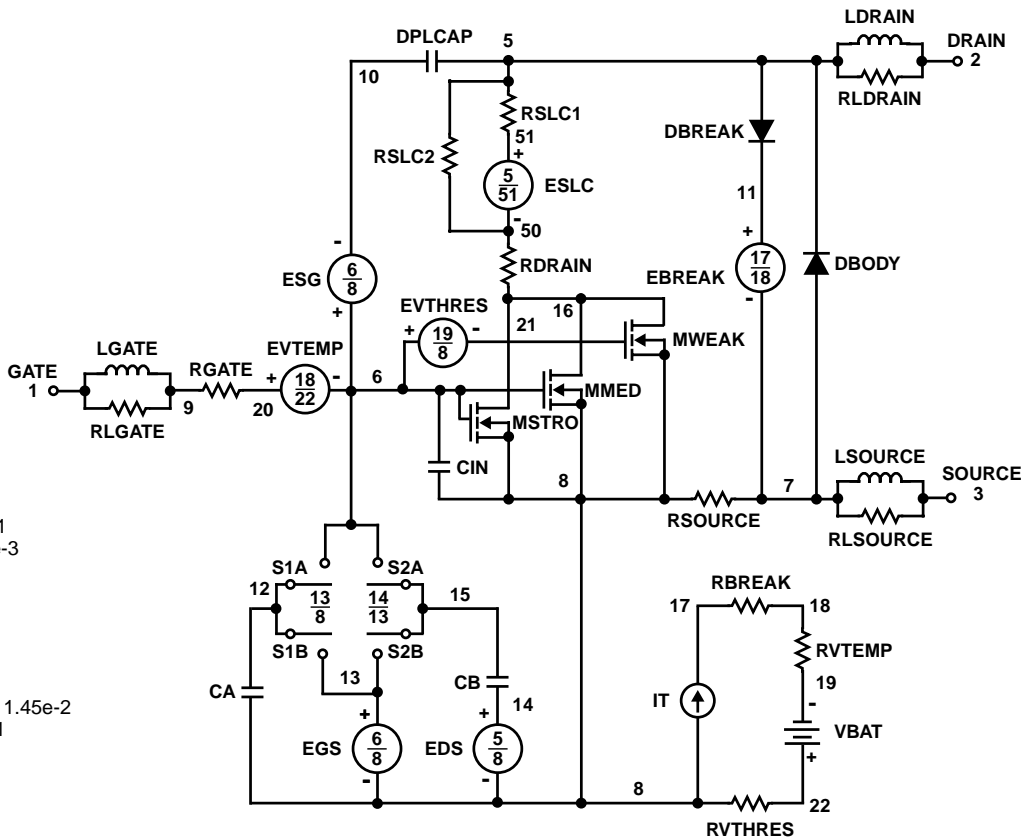 LDRAIN
DPLCAP 5 DRAIN
2
10 RLDRAIN
RSLC1
DBREAK
51
+
RSLC2
5
51
ESLC
11
-
50
-
+
RDRAIN
17
18
EBREAK
DBODY
6
8
ESG
EVTHRES
16
-
+
+ 19
8
-
21
MWEAK
LGATE EVTEMP
GATE RGATE
1
+ 18
22
-
6
MMED
9 20
MSTRO
RLGATE
LSOURCE
CIN
8 7 SOURCE
3
RSOURCE
1
-3
RLSOURCE
S1A S2A
RBREAK
12
13
8
14
13
15
17 18
S1B S2B
RVTEMP
13
CB
19
CA
14
IT
-
1.45e-2
+ +
VBAT
1
EGS
6
8
EDS
5
8
+
- -
8
22
RVTHRES